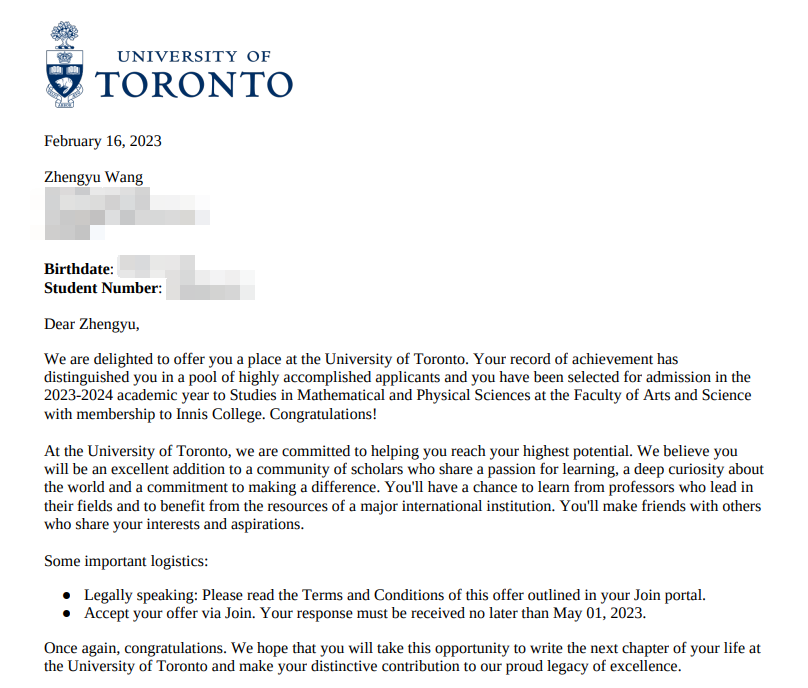 UNIVERSITY OF
TORONTO
February 16, 2023
Zhengyu Wang
Birthdate:
Student Number:
Dear Zhengyu,
We are delighted to offer you a place at the University of Toronto. Your record of achievement has
distinguished you in a pool of highly accomplished applicants and you have been selected for admission in the
2023-2024 academic year to Studies in Mathematical and Physical Sciences at the Faculty of Arts and Science
with membership to Innis College. Congratulations!
At the University of Toronto, we are committed to helping you reach your highest potential. We believe you
will be an excellent addition to a community of scholars who share a passion for learning, a deep curiosity about
the world and a commitment to making a difference. You'll have a chance to learn from professors who lead in
their fields and to benefit from the resources of a major international institution. You'll make friends with others
who share your interests and aspirations.
Some important logistics:
● Legally speaking: Please read the Terms and Conditions of this offer outlined in your Join portal.
● Accept your offer via Join. Your response must be received no later than May 01, 2023.
Once again, congratulations. We hope that you will take this opportunity to write the next chapter of your life at
the University of Toronto and make your distinctive contribution to our proud legacy of excellence.